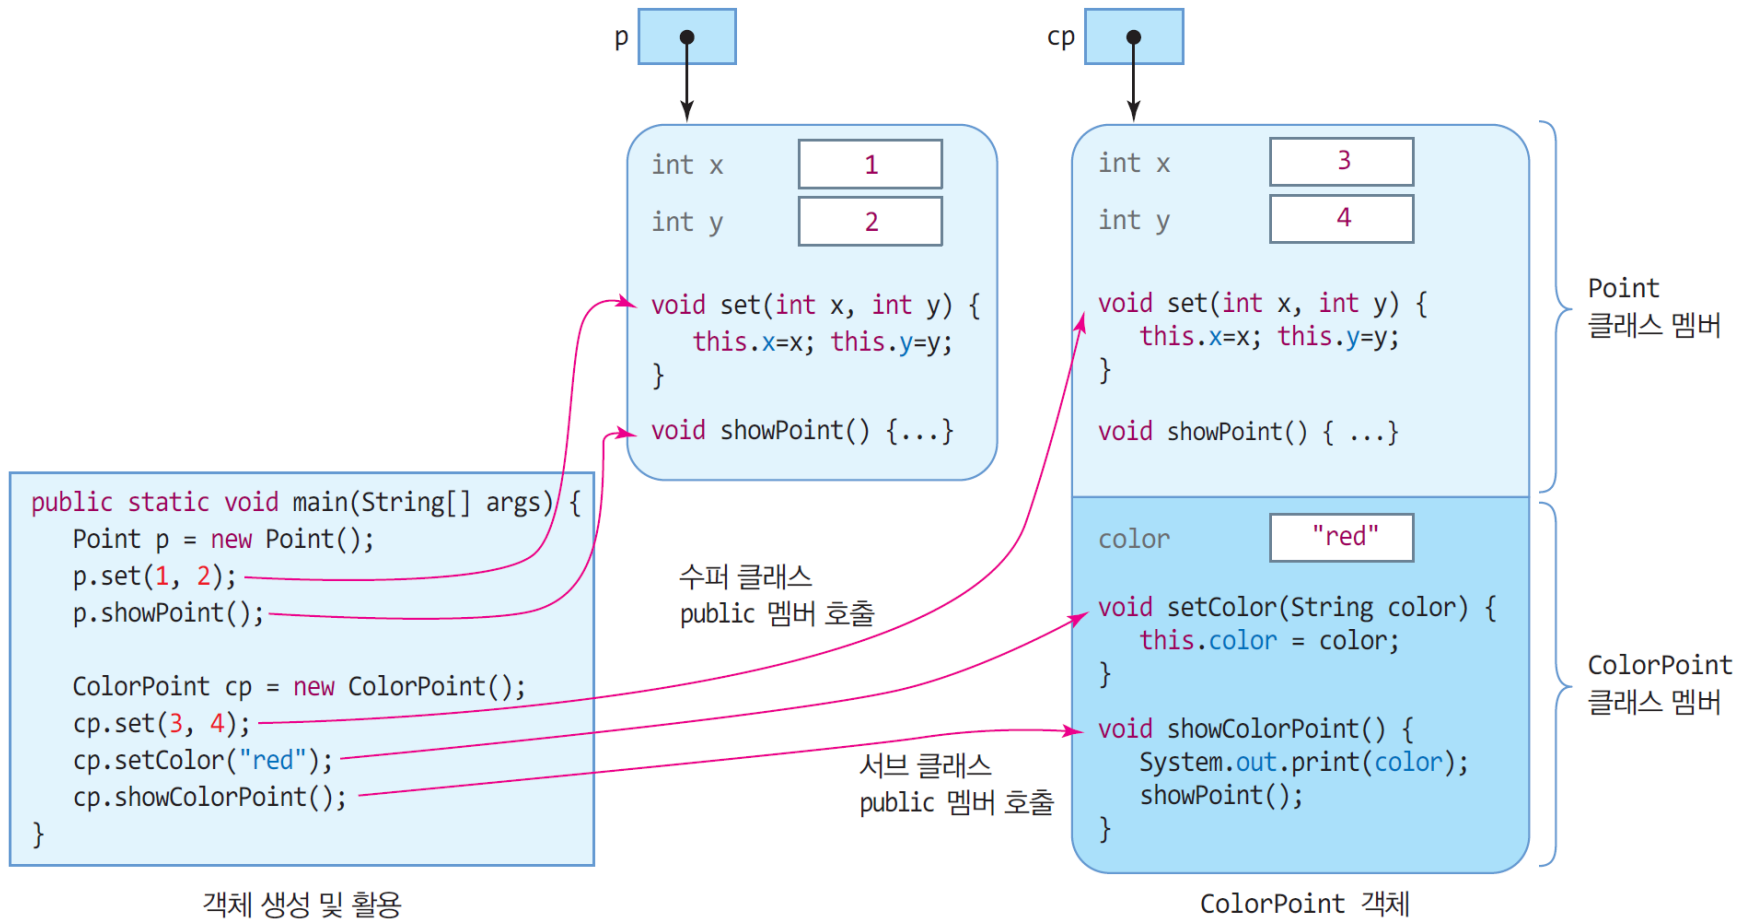 p
cp
int x
1
int y
2
void set(int x, int y) {
this.x=x; this.y=y;
}
void showPoint() {...}
int x
3
int y
4
void set(int x, int y) {
this.x=x; this.y=y;
}
void showPoint() { ...}
Point
클래스 멤버
public static void main(String[] args) {
Point p = new Point();
p.set(1, 2);
p.showPoint();
ColorPoint cp = new ColorPoint();
cp.set(3, 4);
cp.setColor("red");
cp.showColorPoint();
}
객체 생성 및 활용
수퍼 클래스
public 멤버 호출
서브 클래스
public 멤버 호출
color
"red"
void setColor(String color) {
this.color = color;
}
void showColorPoint() {
System.out.print(color);
showPoint();
}
ColorPoint
클래스 멤버
ColorPoint 객체